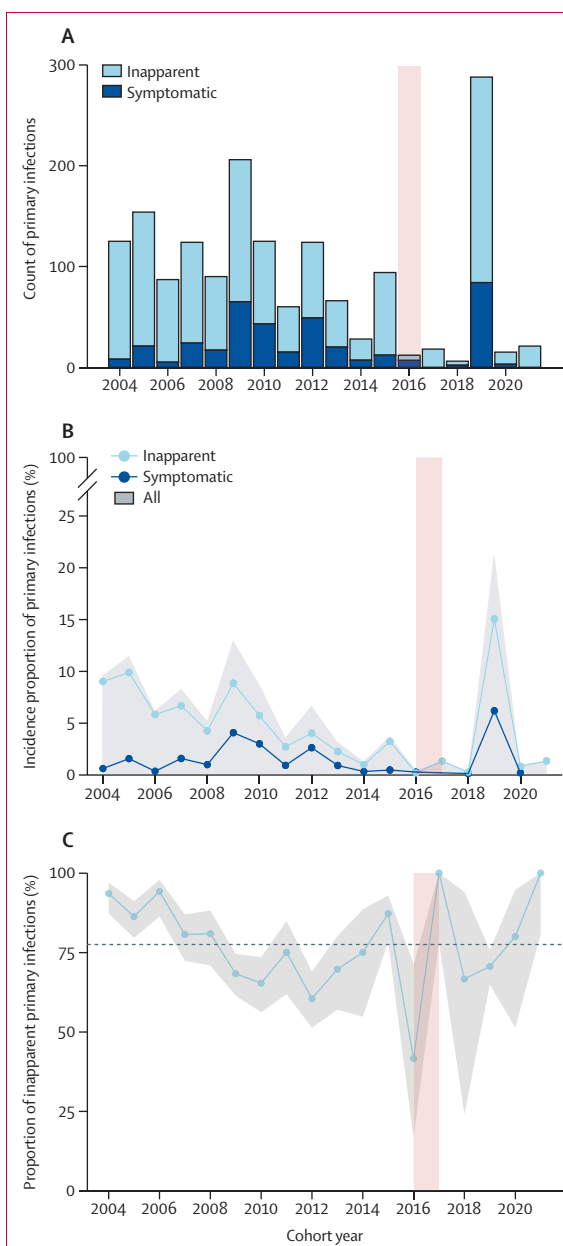 A
300
200
100
0
Count of primary infections
Inapparent
Symptomatic
2004 2006 2008 2010 2012 2014 2016 2018 2020
B
100
25
20
15
10
5
0
Incidence proportion of primary infections (%)
Inapparent
Symptomatic
All
2004 2006 2008 2010 2012 2014 2016 2018 2020
C
100
75
50
25
0
Proportion of inapparent primary infections (%)
2004 2006 2008 2010 2012 2014 2016 2018 2020
Cohort year